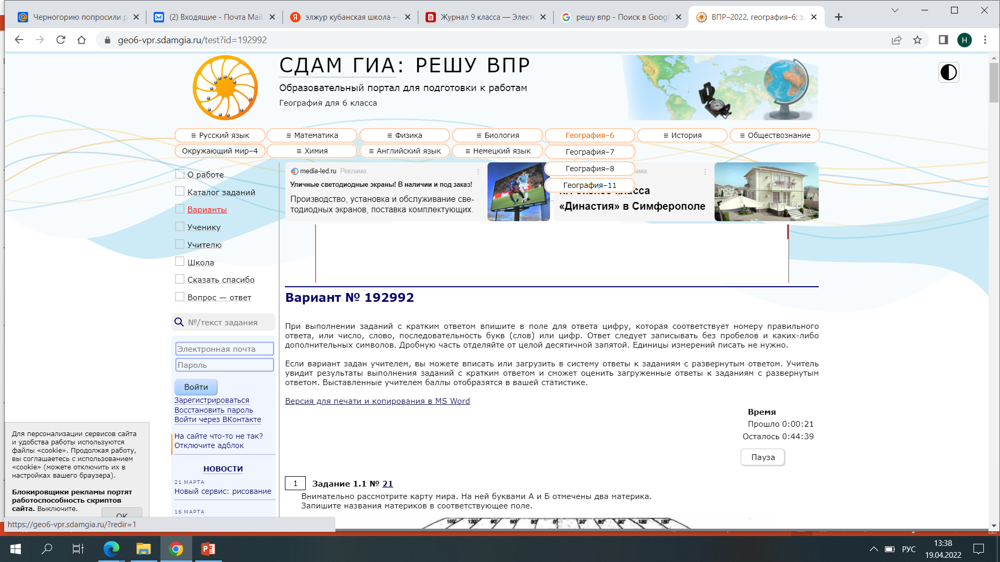 Черногорию попросили р
(2) Входящие - Почта Mail.
элжур кубанская школа —
Журнал 9 класса — Элект
решу впр - Поиск в Googl
ВПР–2022, география–6: за
geo6-vpr.sdamgia.ru/test?id=192992
Н
СДАМ ГИА: РЕШУ ВПР
Образовательный портал для подготовки к работам
География для 6 класса
≡ Русский язык
≡ Математика
≡ Физика
≡ Биология
География–6
≡ История
≡ Обществознание
Окружающий мир–4
≡ Химия
≡ Английский язык
≡ Немецкий язык
География–7
География–8
География–11
О работе
Каталог заданий
Варианты
Ученику
Учителю
Школа
Сказать спасибо
Вопрос — ответ
№/текст задания
Электронная почта
Пароль
Войти
Зарегистрироваться
Восстановить пароль
Войти через ВКонтакте
На сайте что-то не так?
Отключите адблок
НОВОСТИ
21 МАРТА
Новый сервис: рисование
16 МАРТА
media-led.ru Реклама
Уличные светодиодные экраны! В наличии и под заказ!
Производство, установка и обслуживание све-
тодиодных экранов, поставка комплектующих.
ама
класса
«Династия» в Симферополе
Вариант № 192992
При выполнении заданий с кратким ответом впишите в поле для ответа цифру, которая соответствует номеру правильного
ответа, или число, слово, последовательность букв (слов) или цифр. Ответ следует записывать без пробелов и каких-либо
дополнительных символов. Дробную часть отделяйте от целой десятичной запятой. Единицы измерений писать не нужно.
Если вариант задан учителем, вы можете вписать или загрузить в систему ответы к заданиям с развернутым ответом. Учитель
увидит результаты выполнения заданий с кратким ответом и сможет оценить загруженные ответы к заданиям с развернутым
ответом. Выставленные учителем баллы отобразятся в вашей статистике.
Версия для печати и копирования в MS Word
Время
Прошло 0:00:21
Осталось 0:44:39
Пауза
1
Задание 1.1 № 21
Внимательно рассмотрите карту мира. На ней буквами А и Б отмечены два материка.
Запишите названия материков в соответствующее поле.
150° 120° 90° 60° 30° 0° 30° 60° 90° 120° 150°
Для персонализации сервисов сайта
и удобства работы используются
файлы «cookie». Продолжая работу,
вы соглашаетесь с использованием
«cookie» (можете отключить их в
настройках вашего браузера).
Блокировщики рекламы портят
работоспособность скриптов
сайта. Выключите.
OK
https://geo6-vpr.sdamgia.ru/?redir=1
РУС
13:38
19.04.2022